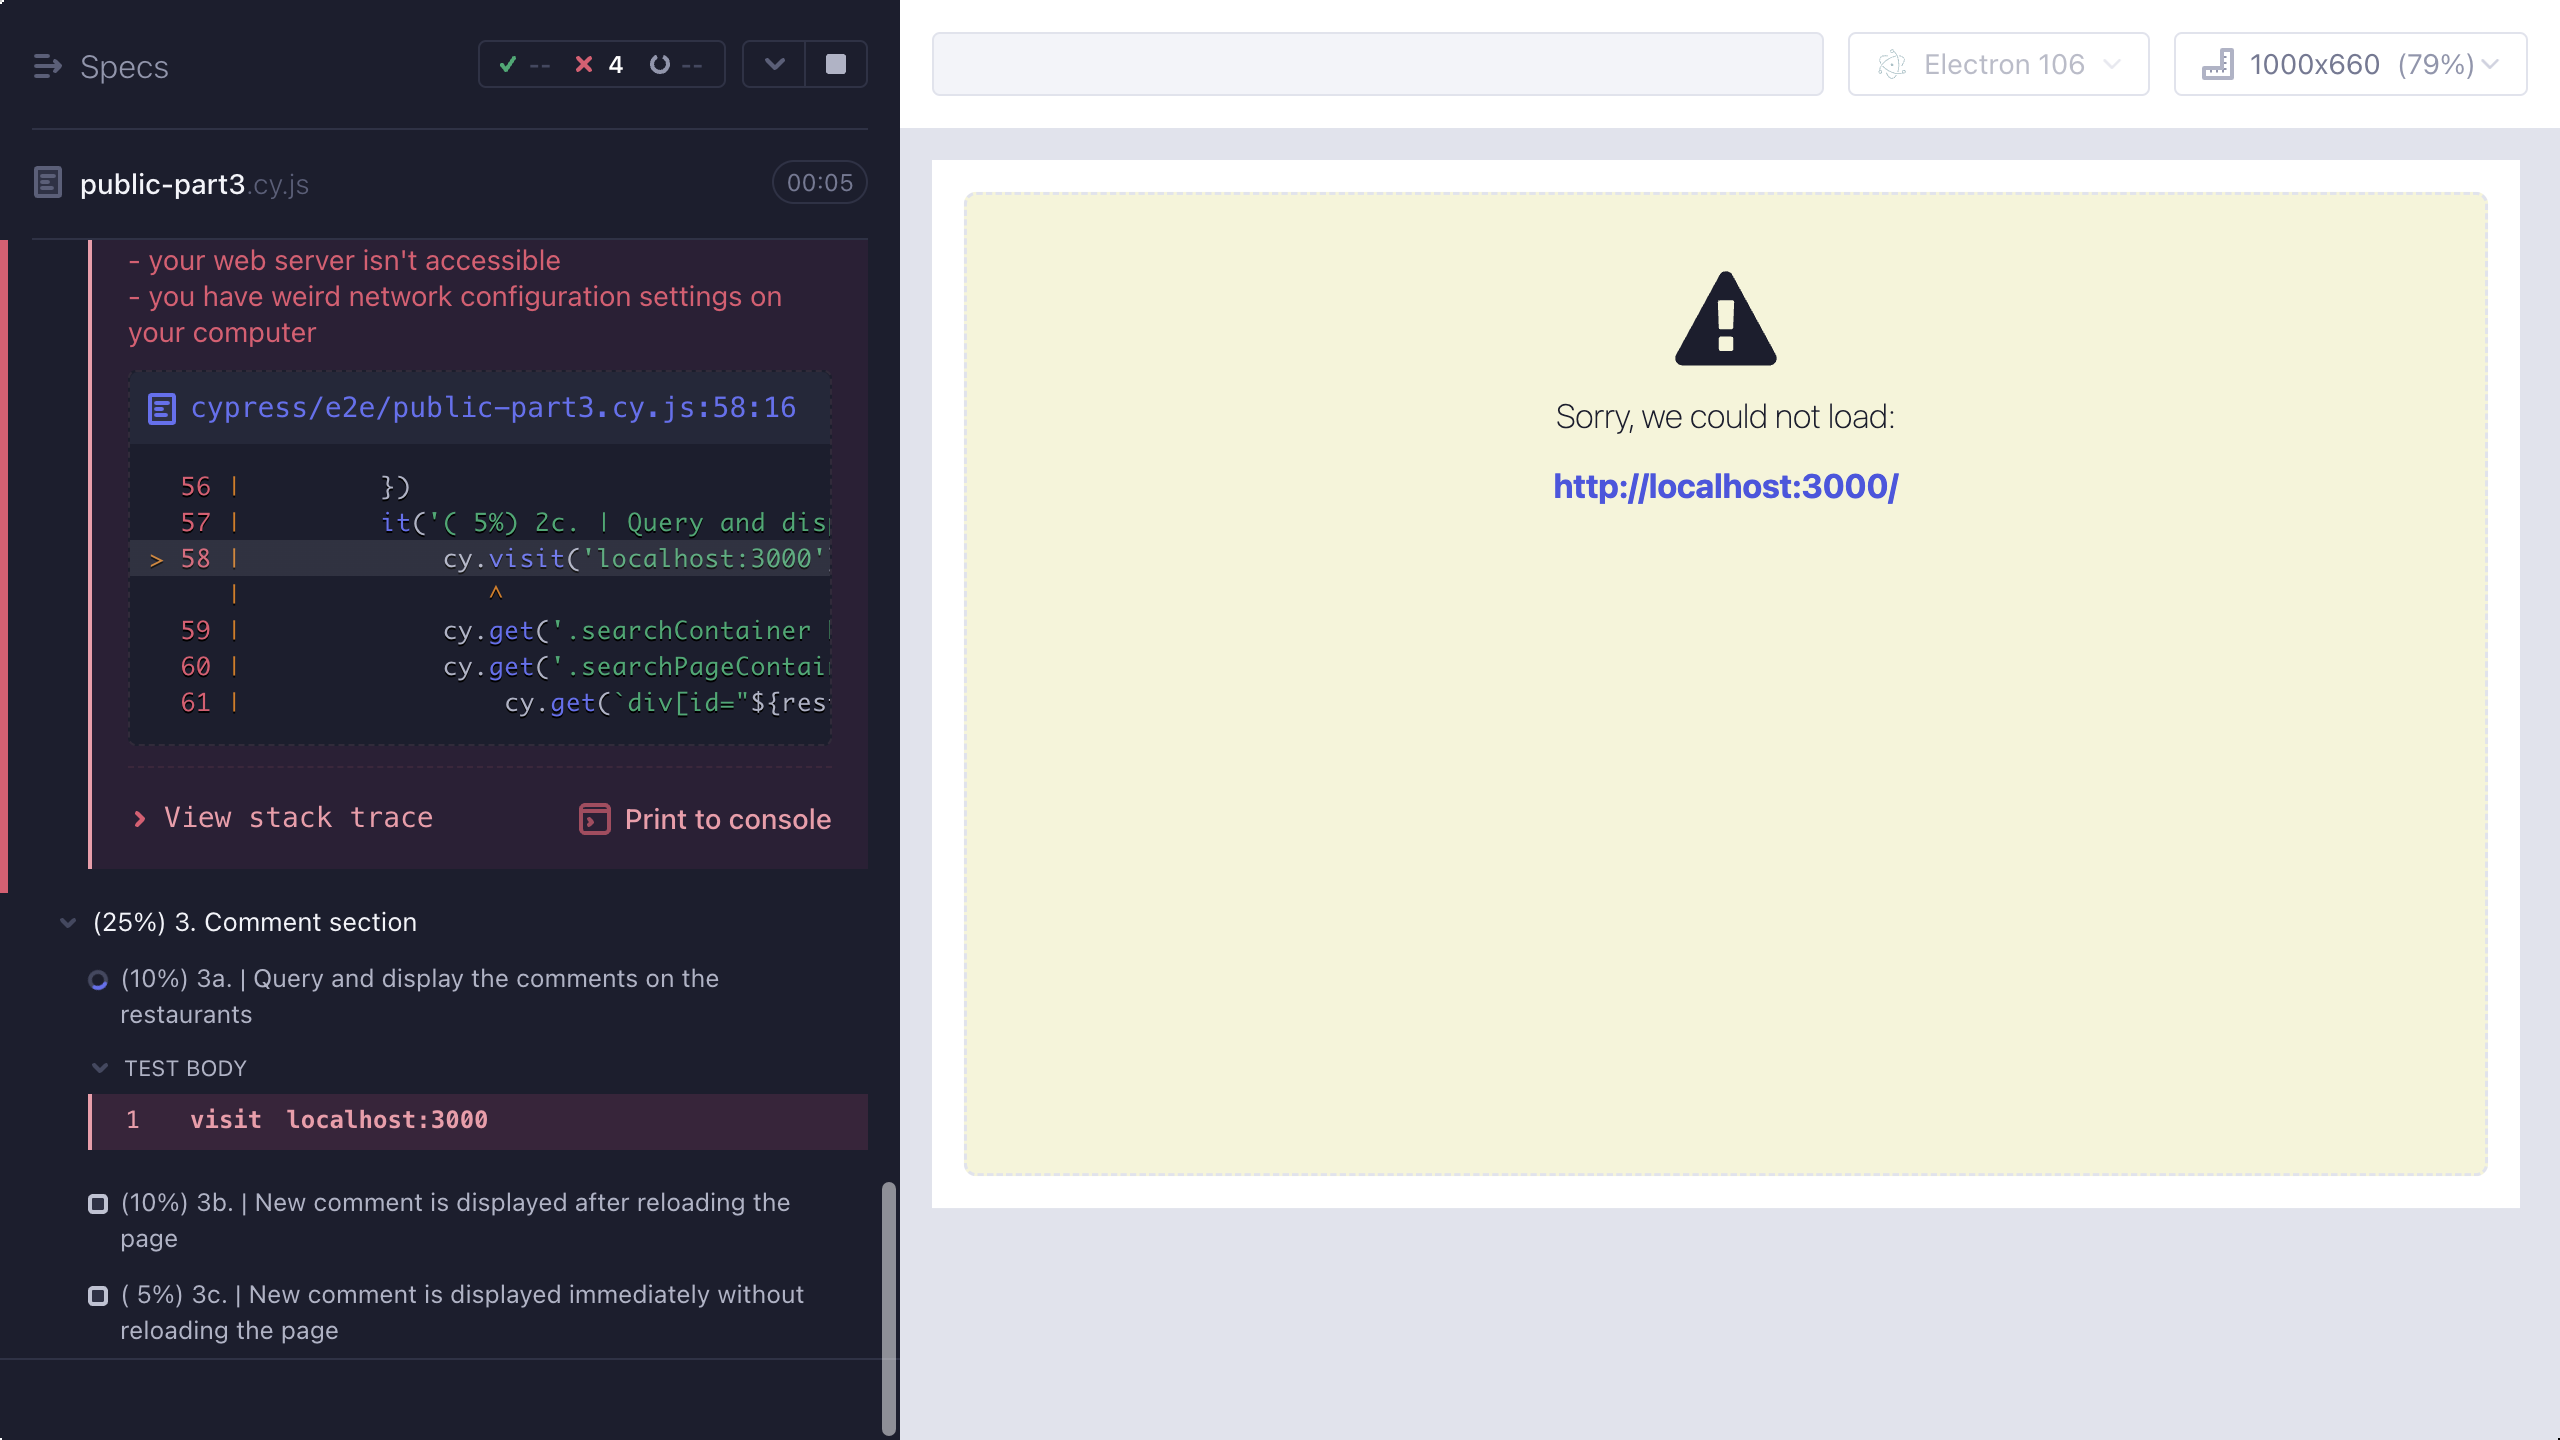 Specs
-- 4 --
public-part3.cy.js 00:05
- your web server isn't accessible
- you have weird network configuration settings on
your computer
cypress/e2e/public-part3.cy.js:58:16
56 | })
57 | it('( 5%) 2c. | Query and disp
> 58 | cy.visit('localhost:3000'
| ^
59 | cy.get('.searchContainer
60 | cy.get('.searchPageContai
61 | cy.get(`div[id="${res
View stack trace
Print to console
(25%) 3. Comment section
(10%) 3a. | Query and display the comments on the
restaurants
TEST BODY
1 visit localhost:3000
(10%) 3b. | New comment is displayed after reloading the
page
( 5%) 3c. | New comment is displayed immediately without
reloading the page
Electron 106
1000x660 (79%)
Sorry, we could not load:
http://localhost:3000/